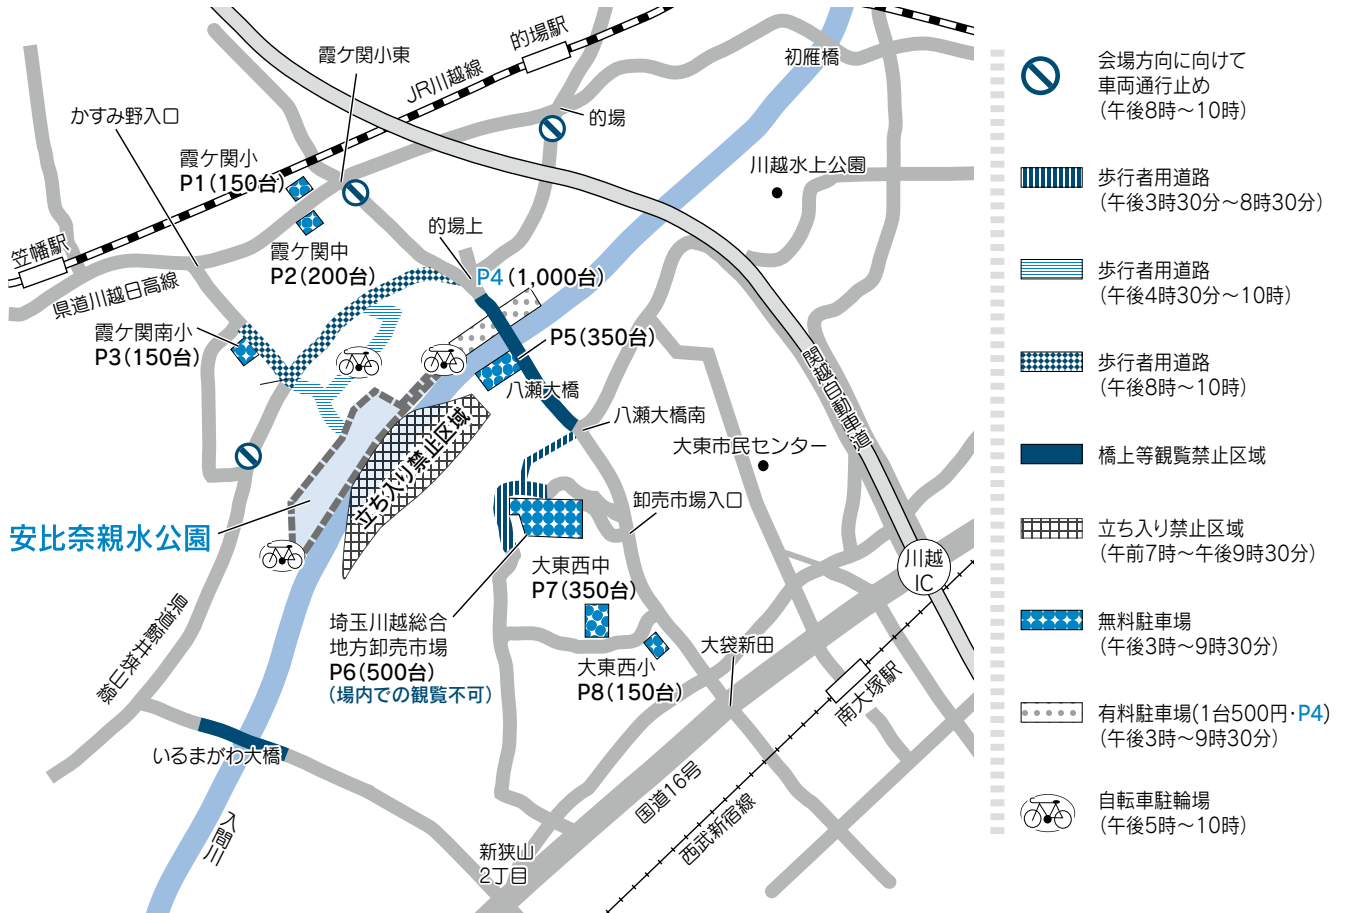 霞ケ関小東
的場駅
JR川越線
初雁橋
かすみ野入口
的場
霞ケ関小
P1(150台)
川越水上公園
笠幡駅
霞ケ関中
P2(200台)
的場上
P4(1,000台)
県道川越日高線
霞ケ関南小
P3(150台)
P5(350台)
八瀬大橋
関越自動車道
八瀬大橋南
大東市民センター
立ち入り禁止区域
卸売市場入口
安比奈親水公園
川越
IC
大東西中
P7(350台)
埼玉川越総合
地方卸売市場
P6(500台)
(場内での観覧不可)
大東西小
P8(150台)
大袋新田
県道鯨井狭山線
南大塚駅
いるまがわ大橋
国道16号
西武新宿線
入間川
新狭山
2丁目
会場方向に向けて
車両通行止め
(午後8時～10時)
歩行者用道路
(午後3時30分～8時30分)
歩行者用道路
(午後4時30分～10時)
歩行者用道路
(午後8時～10時)
橋上等観覧禁止区域
立ち入り禁止区域
(午前7時～午後9時30分)
無料駐車場
(午後3時～9時30分)
有料駐車場(1台500円・P4)
(午後3時～9時30分)
自転車駐輪場
(午後5時～10時)